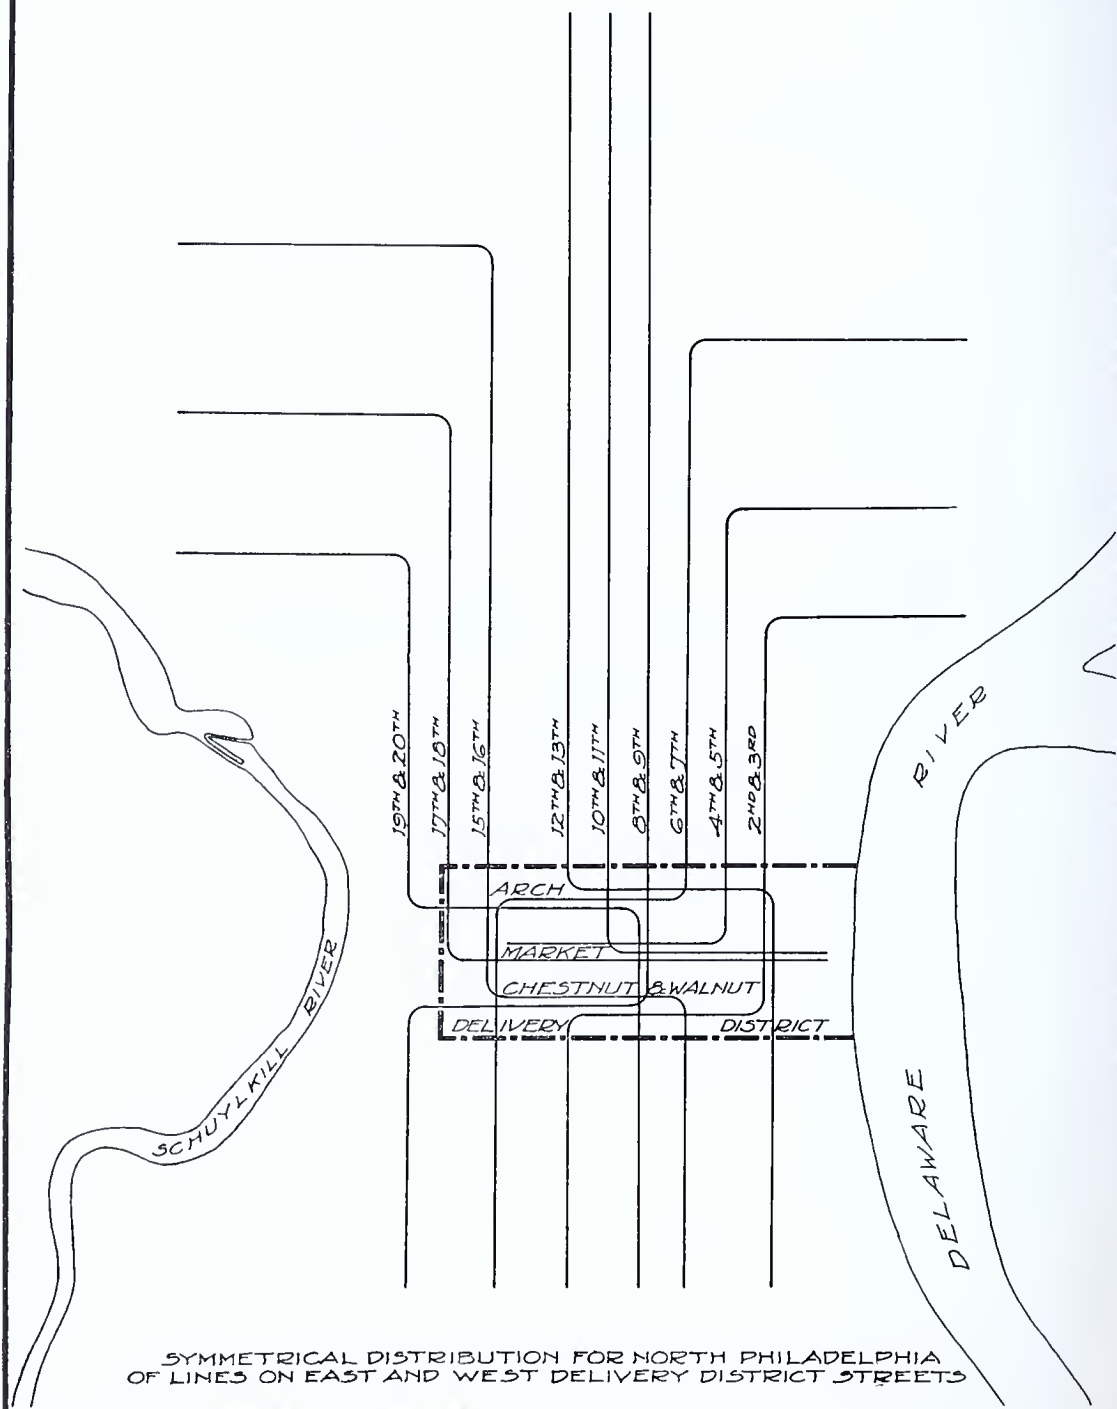 19TH & 20TH
17TH & 18TH
15TH & 16TH
12TH & 13TH
10TH & 11TH
8TH & 9TH
6TH & 7TH
4TH & 5TH
2ND & 3RD
RIVER
ARCH
MARKET
CHESTNUT & WALNUT
DELIVERY DISTRICT
SCHUYLKILL RIVER
DELAWARE
SYMMETRICAL DISTRIBUTION FOR NORTH PHILADELPHIA
OF LINES ON EAST AND WEST DELIVERY DISTRICT STREETS